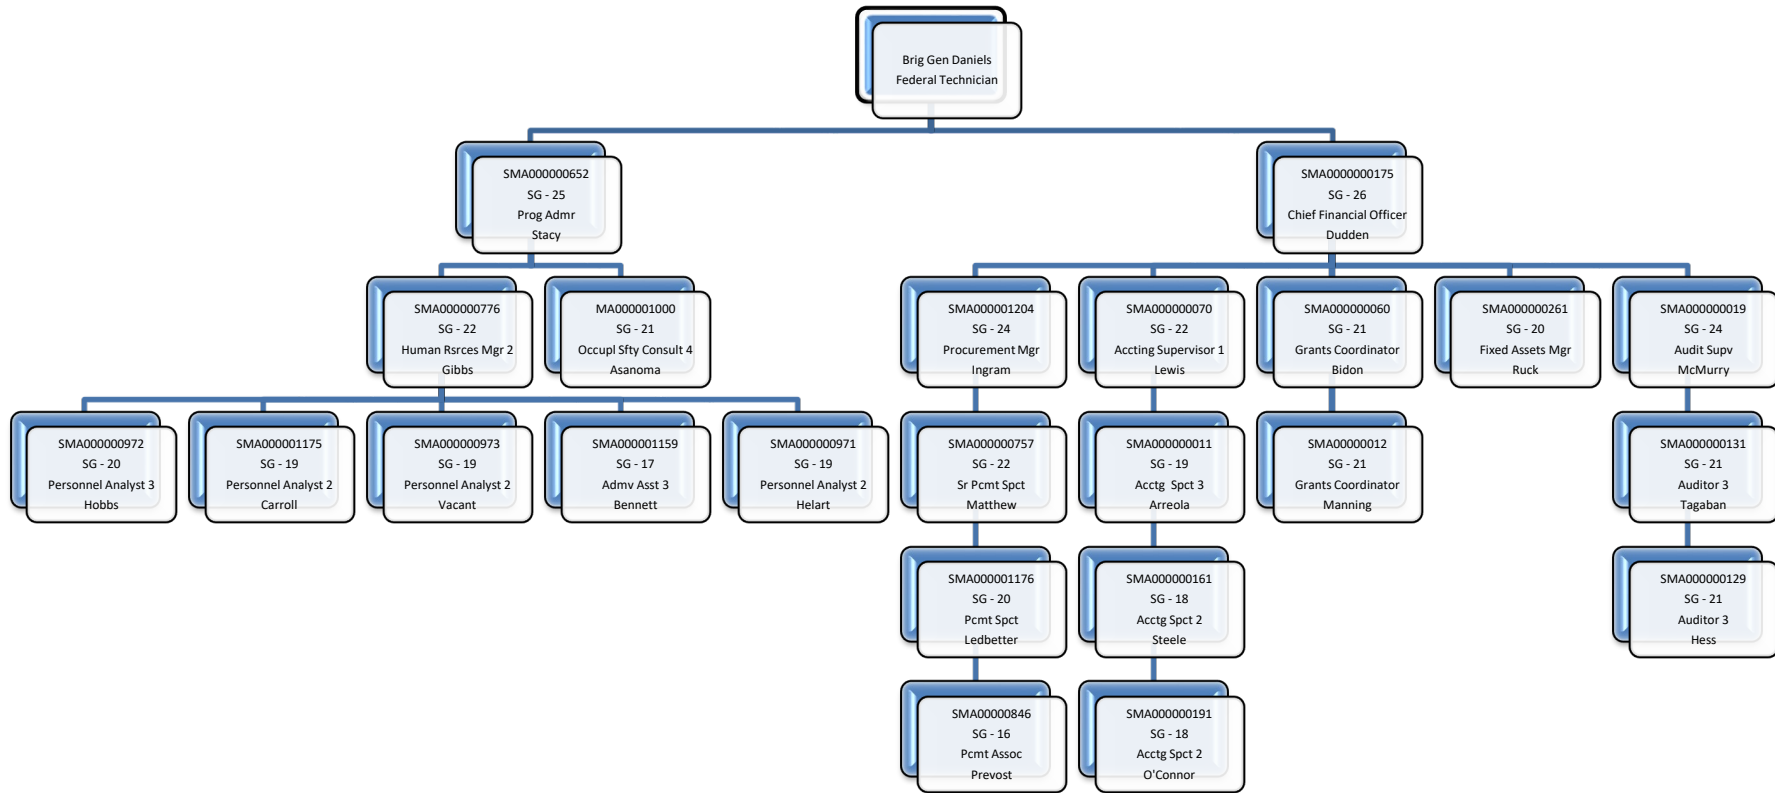 Brig Gen Daniels
Federal Technician
SMA000000652
SG - 25
Prog Admr
Stacy
SMA0000000175
SG - 26
Chief Financial Officer
Dudden
SMA000000776
SG - 22
Human Rsrces Mgr 2
Gibbs
MA000001000
SG - 21
Occupl Sfty Consult 4
Asanoma
SMA000001204
SG - 24
Procurement Mgr
Ingram
SMA000000070
SG - 22
Accting Supervisor 1
Lewis
SMA000000060
SG - 21
Grants Coordinator
Bidon
SMA000000261
SG - 20
Fixed Assets Mgr
Ruck
SMA000000019
SG - 24
Audit Supv
McMurry
SMA000000972
SG - 20
Personnel Analyst 3
Hobbs
SMA000001175
SG - 19
Personnel Analyst 2
Carroll
SMA000000973
SG - 19
Personnel Analyst 2
Vacant
SMA000001159
SG - 17
Admv Asst 3
Bennett
SMA000000971
SG - 19
Personnel Analyst 2
Helart
SMA000000757
SG - 22
Sr Pcmt Spct
Matthew
SMA000000011
SG - 19
Acctg Spct 3
Arreola
SMA00000012
SG - 21
Grants Coordinator
Manning
SMA000000131
SG - 21
Auditor 3
Tagaban
SMA000001176
SG - 20
Pcmt Spct
Ledbetter
SMA000000161
SG - 18
Acctg Spct 2
Steele
SMA000000129
SG - 21
Auditor 3
Hess
SMA00000846
SG - 16
Pcmt Assoc
Prevost
SMA000000191
SG - 18
Acctg Spct 2
O'Connor